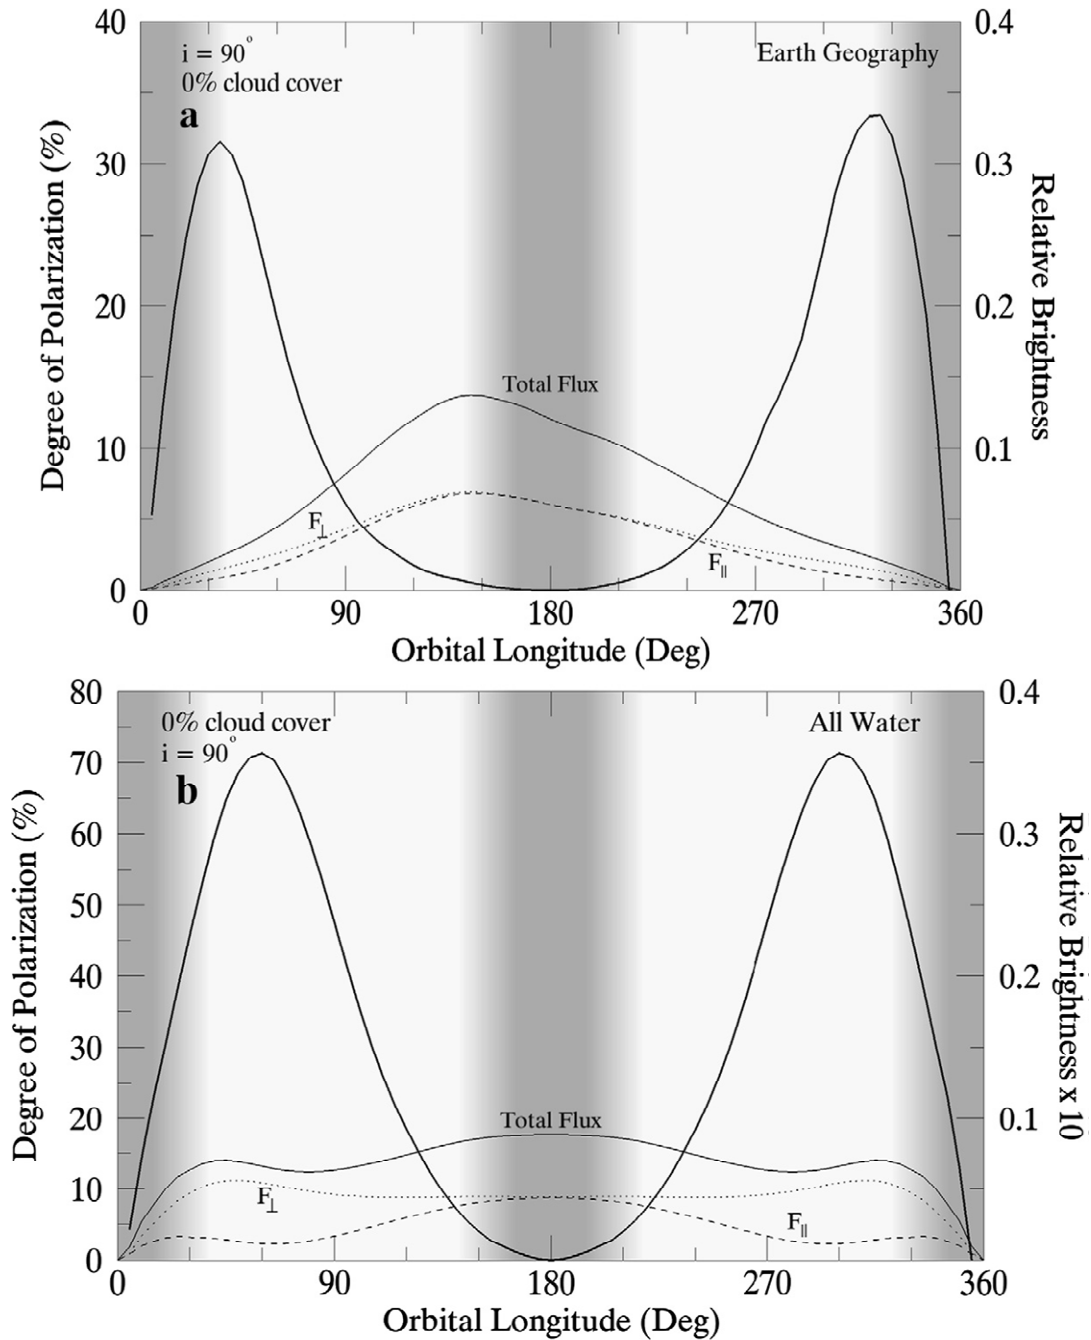 40
i = 90°
0% cloud cover
a
Earth Geography
0.4
30
0.3
20
0.2
10
0.1
0
Total Flux
F⊥
F||
Degree of Polarization (%)
Relative Brightness
0 90 180 270 360
Orbital Longitude (Deg)
80
0% cloud cover
i = 90°
b
All Water
0.4
70
60
0.3
50
40
0.2
30
20
0.1
10
0
Total Flux
F⊥
F||
Degree of Polarization (%)
Relative Brightness x 10
0 90 180 270 360
Orbital Longitude (Deg)